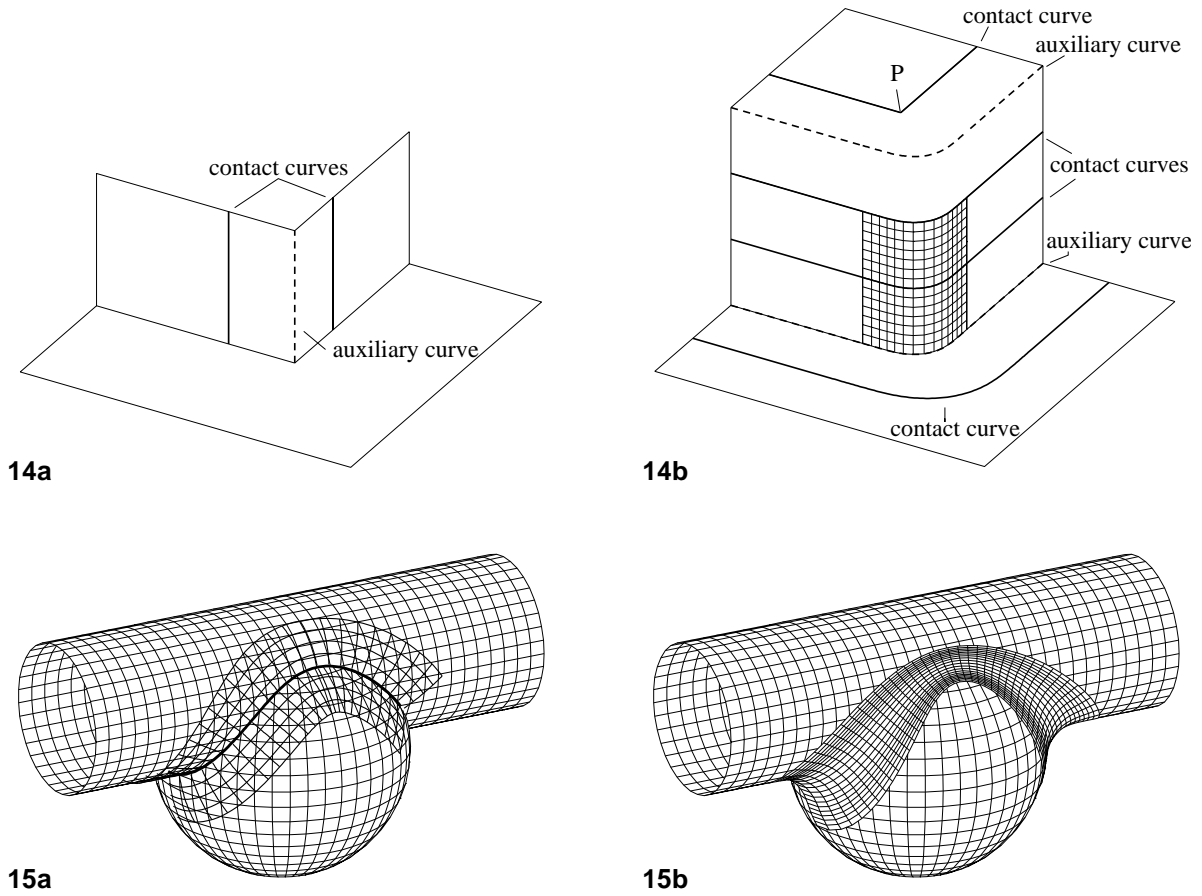 contact curves
auxiliary curve
14a
contact curve
auxiliary curve
P
contact curves
auxiliary curve
contact curve
14b
15a
15b